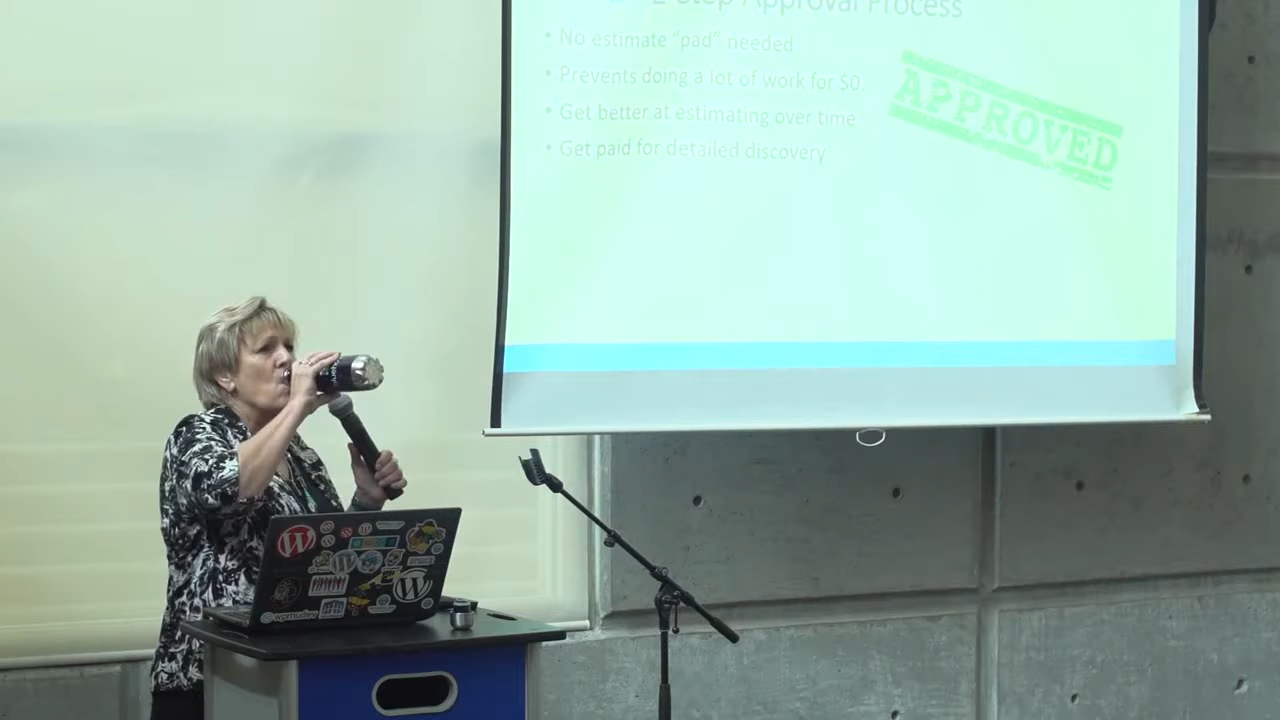 2 Step Approval Process
• No estimate “pad” needed
• Prevents doing a lot of work for $0.
• Get better at estimating over time
• Get paid for detailed discovery
APPROVED
@wpmudev